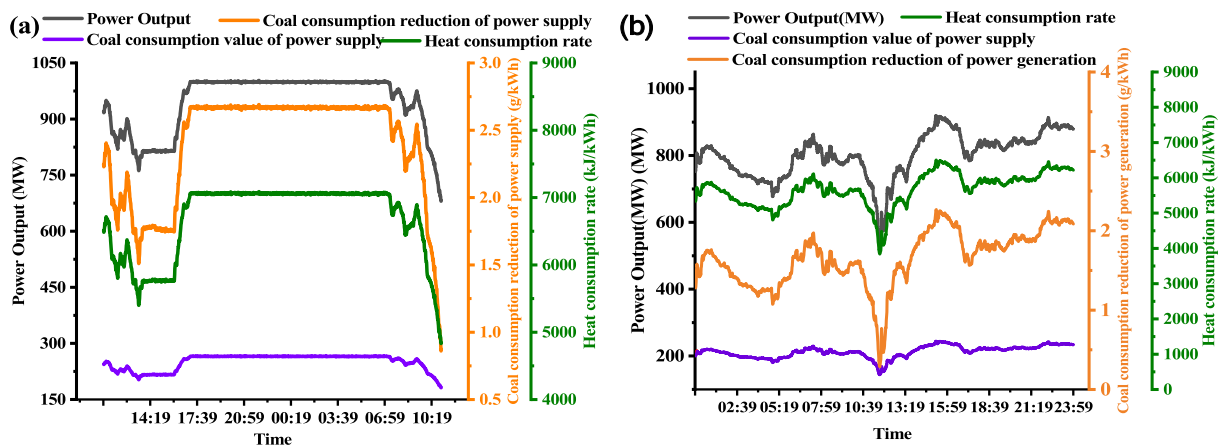 (a)
Power Output
Coal consumption reduction of power supply
Coal consumption value of power supply
Heat consumption rate
1050
900
750
600
450
300
150
Power Output (MW)
14:19 17:39 20:59 00:19 03:39 06:59 10:19
Time
3.0
2.5
2.0
1.5
1.0
0.5
Coal consumption reduction of power supply (g/kWh)
9000
8000
7000
6000
5000
4000
Heat consumption rate (kJ/kWh)
(b)
Power Output(MW)
Heat consumption rate
Coal consumption value of power supply
Coal consumption reduction of power generation
1000
800
600
400
200
Power Output(MW) (MW)
02:39 05:19 07:59 10:39 13:19 15:59 18:39 21:19 23:59
Time
4
3
2
1
0
Coal consumption reduction of power generation (g/kWh)
9000
8000
7000
6000
5000
4000
3000
2000
1000
0
Heat consumption rate (kJ/kWh)